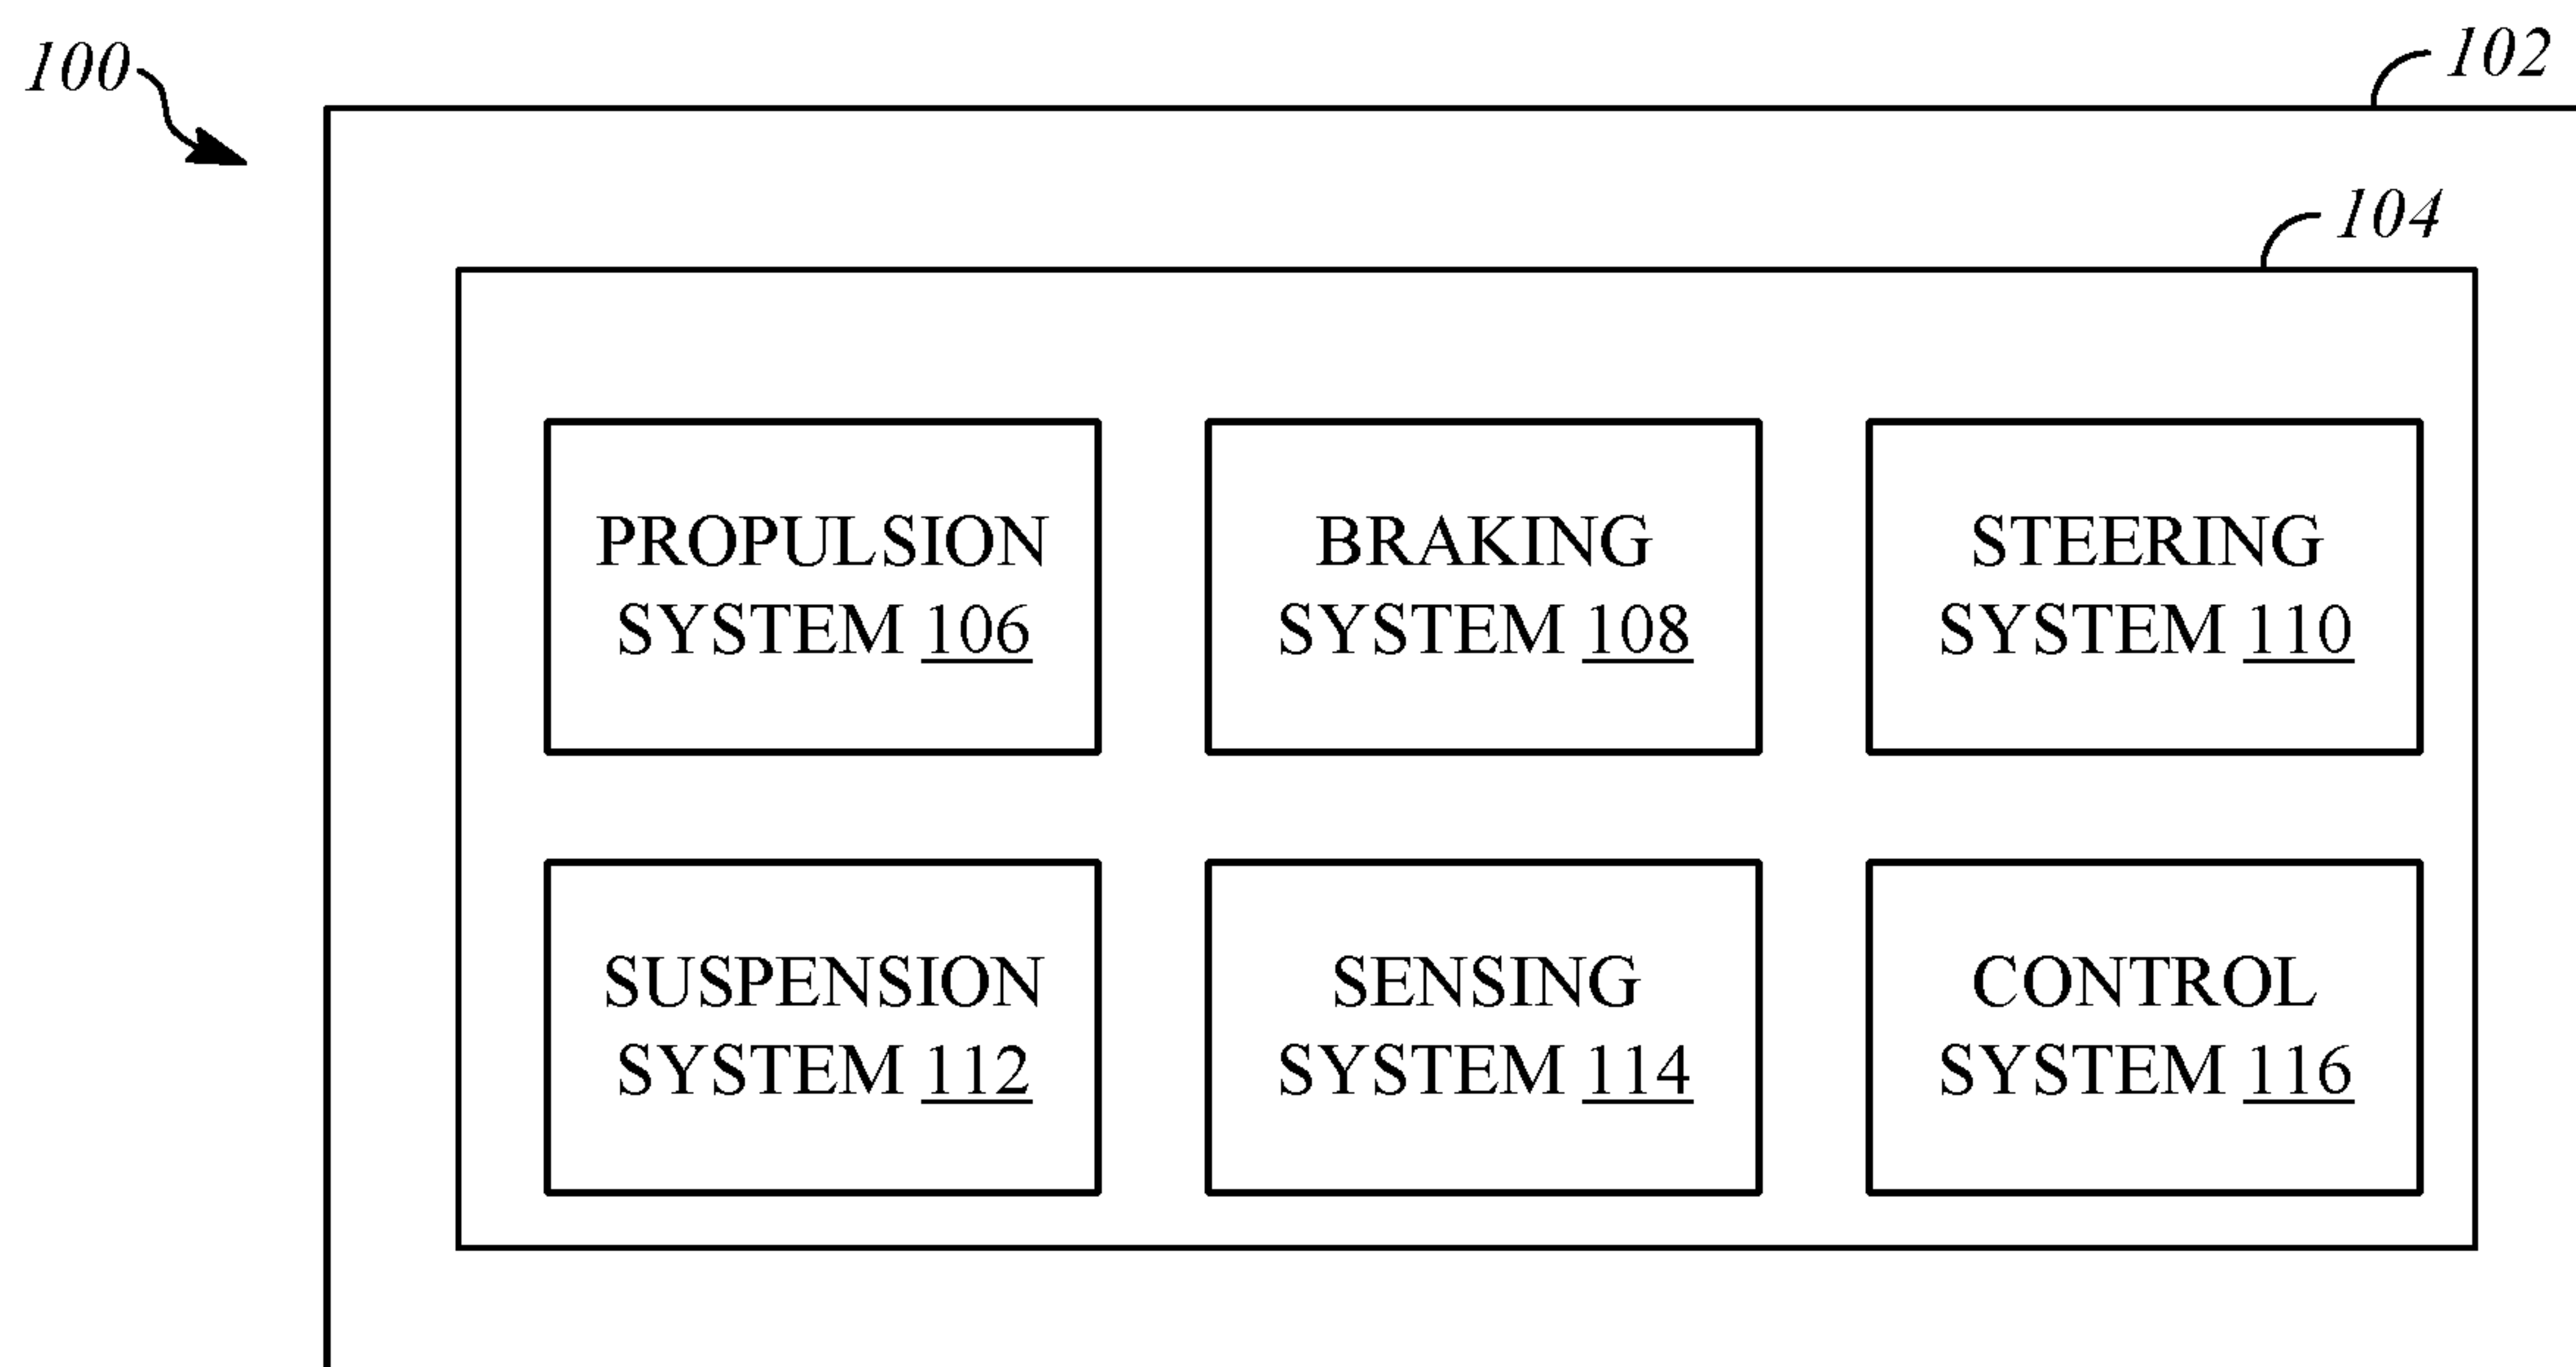 100
102
104
PROPULSION
SYSTEM 106
BRAKING
SYSTEM 108
STEERING
SYSTEM 110
SUSPENSION
SYSTEM 112
SENSING
SYSTEM 114
CONTROL
SYSTEM 116